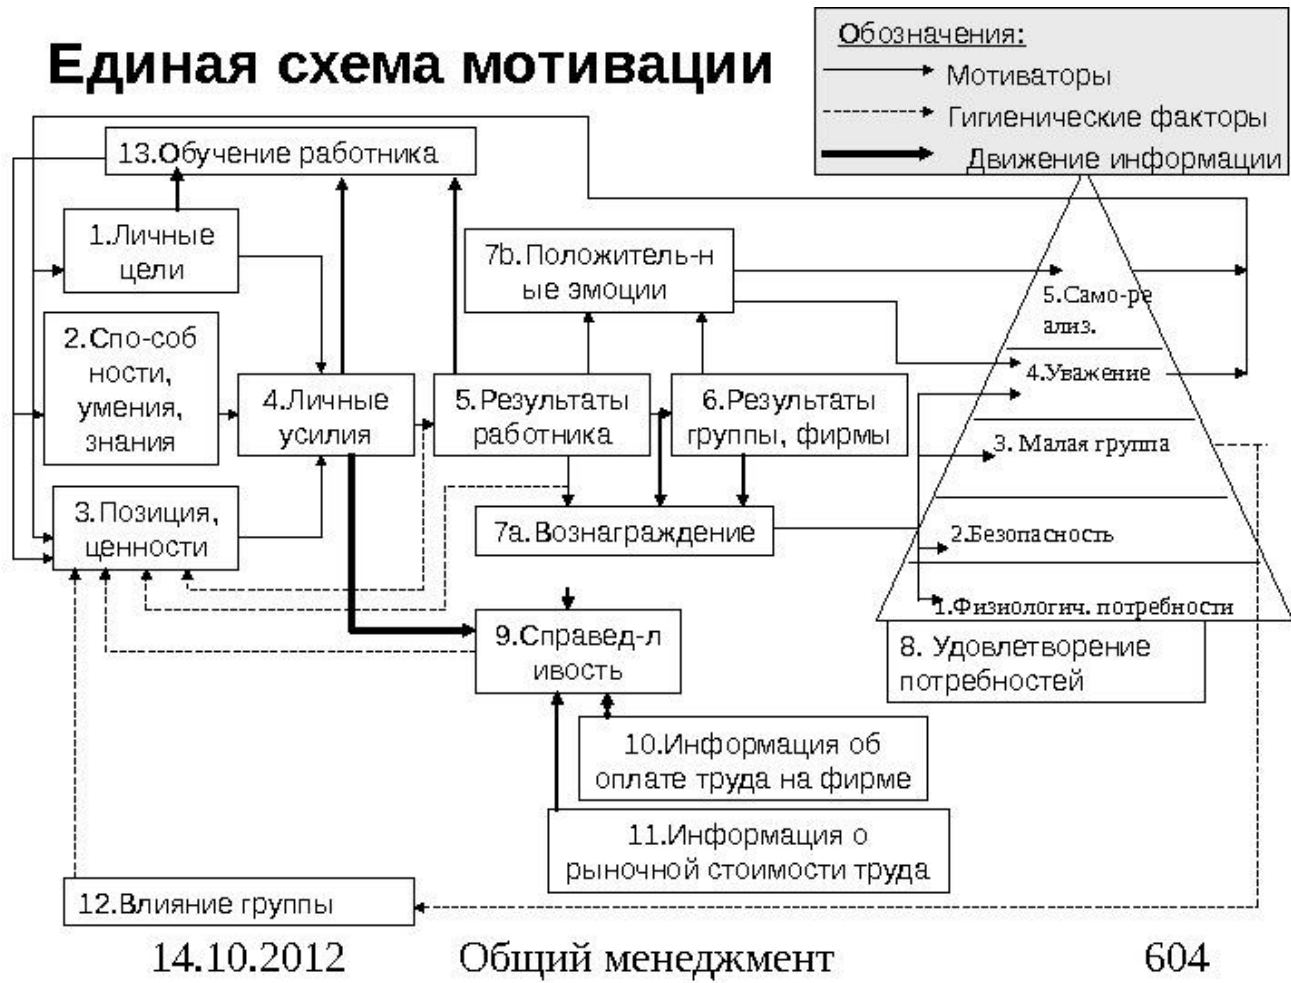 Единая схема мотивации
Обозначения:
Мотиваторы
Гигиенические факторы
Движение информации
13.Обучение работника
1.Личные
цели
2.Спо-соб
ности,
умения,
знания
3.Позиция,
ценности
4.Личные
усилия
5.Результаты
работника
6.Результаты
группы, фирмы
7b.Положитель-н
ые эмоции
7а.Вознаграждение
5.Само-ре
ализ.
4.Уважение
3. Малая группа
2.Безопасность
1.Физиологич. потребности
8. Удовлетворение
потребностей
9.Справед-л
ивость
10.Информация об
оплате труда на фирме
11.Информация о
рыночной стоимости труда
12.Влияние группы
14.10.2012 Общий менеджмент 604